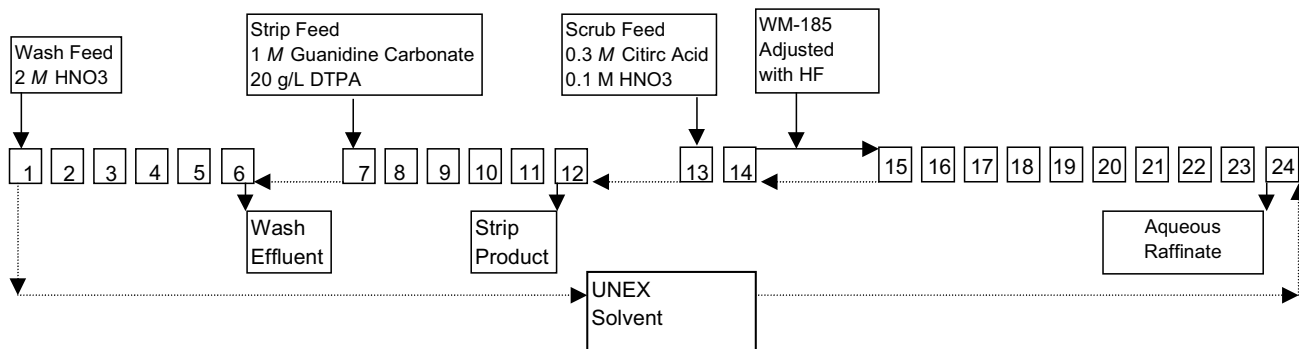 Wash Feed
2 M HNO3
Strip Feed
1 M Guanidine Carbonate
20 g/L DTPA
Scrub Feed
0.3 M Citirc Acid
0.1 M HNO3
WM-185
Adjusted
with HF
1 2 3 4 5 6 7 8 9 10 11 12 13 14 15 16 17 18 19 20 21 22 23 24
Wash
Effluent
Strip
Product
Aqueous
Raffinate
UNEX
Solvent